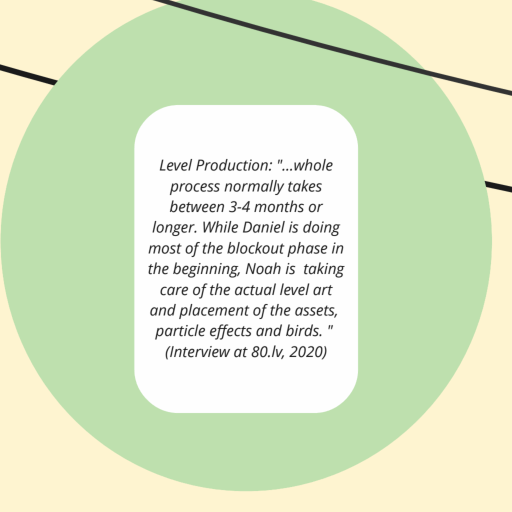 Level Production: "...whole
process normally takes
between 3-4 months or
longer. While Daniel is doing
most of the blockout phase in
the beginning, Noah is  taking
care of the actual level art
and placement of the assets,
particle effects and birds. "
(Interview at 80.lv, 2020)